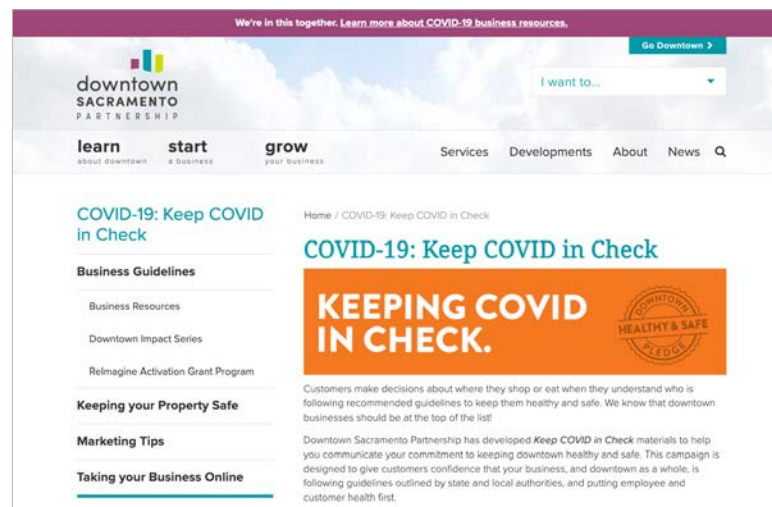 We're in this together. Learn more about COVID-19 business resources.
Go Downtown >
downtown
SACRAMENTO
PARTNERSHIP
I want to...
learn
about downtown
start
a business
grow
your business
Services Developments About News
COVID-19: Keep COVID
in Check
Business Guidelines
Business Resources
Downtown Impact Series
ReImagine Activation Grant Program
Keeping your Property Safe
Marketing Tips
Taking your Business Online
Home / COVID-19: Keep COVID in Check
COVID-19: Keep COVID in Check
KEEPING COVID
IN CHECK.
DOWNTOWN
HEALTHY & SAFE
PLEDGE
Customers make decisions about where they shop or eat when they understand who is
following recommended guidelines to keep them healthy and safe. We know that downtown
businesses should be at the top of the list!
Downtown Sacramento Partnership has developed Keep COVID in Check materials to help
you communicate your commitment to keeping downtown healthy and safe. This campaign is
designed to give customers confidence that your business, and downtown as a whole, is
following guidelines outlined by state and local authorities, and putting employee and
customer health first.